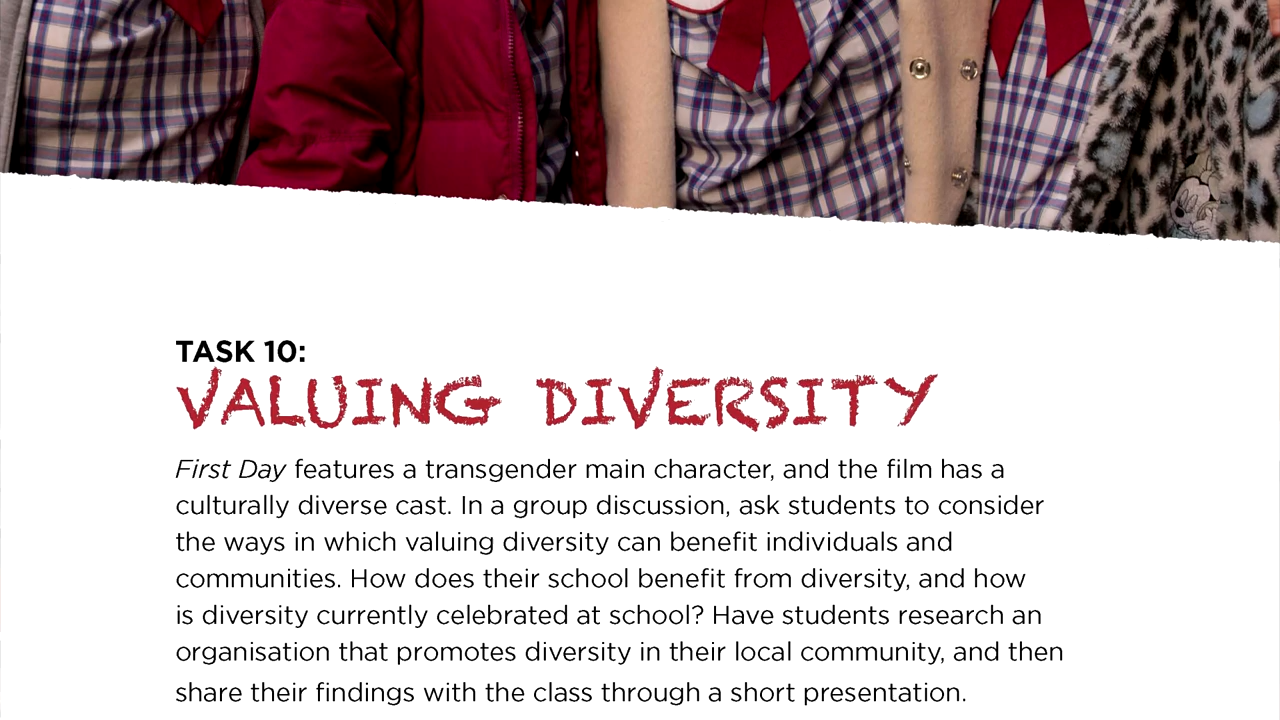 TASK 10:
VALUING DIVERSITY
First Day features a transgender main character, and the film has a
culturally diverse cast. In a group discussion, ask students to consider
the ways in which valuing diversity can benefit individuals and
communities. How does their school benefit from diversity, and how
is diversity currently celebrated at school? Have students research an
organisation that promotes diversity in their local community, and then
share their findings with the class through a short presentation.